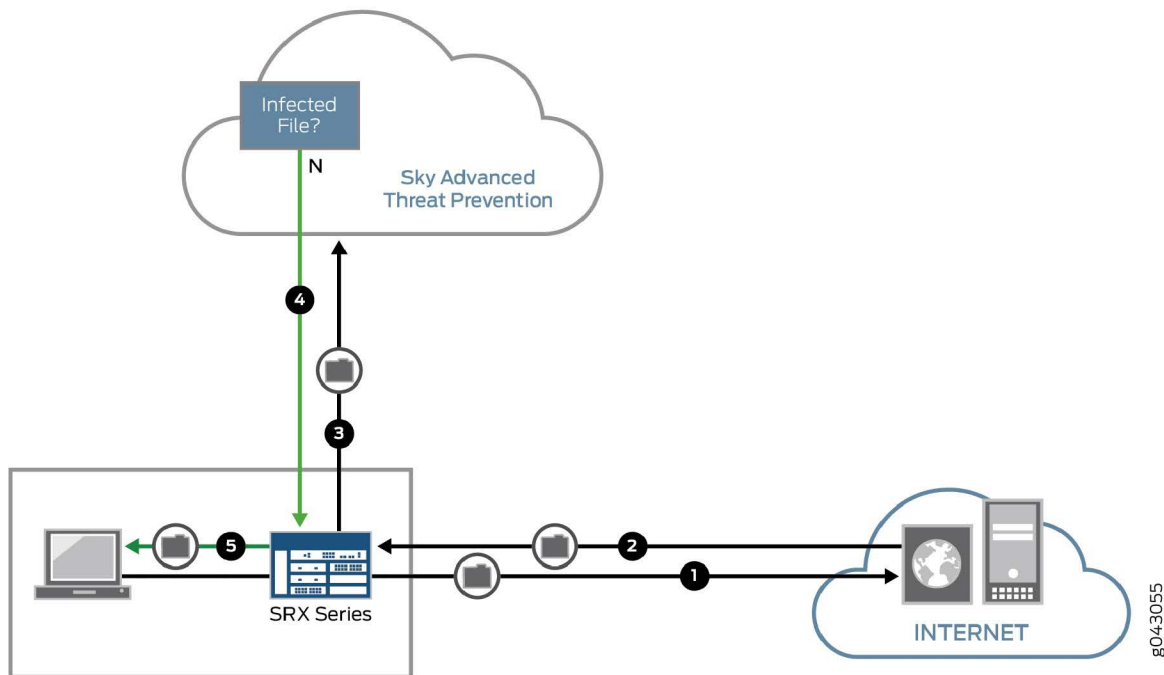 Infected
File?
N
Sky Advanced
Threat Prevention
4
3
5
2
1
SRX Series
INTERNET
g043055